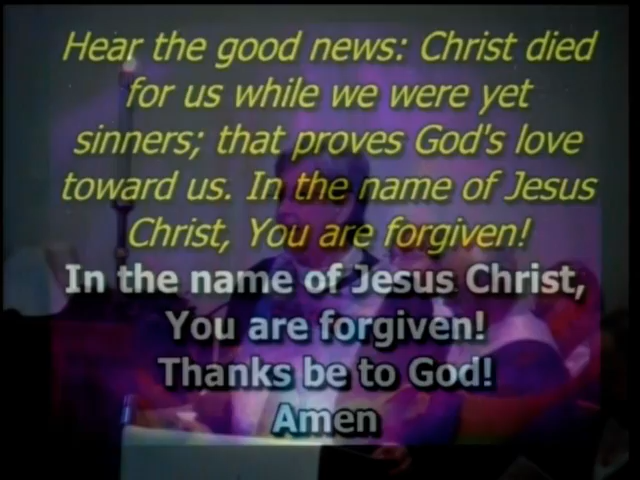 Hear the good news: Christ died
for us while we were yet
sinners; that proves God's love
toward us. In the name of Jesus
Christ, You are forgiven!
In the name of Jesus Christ,
You are forgiven!
Thanks be to God!
Amen